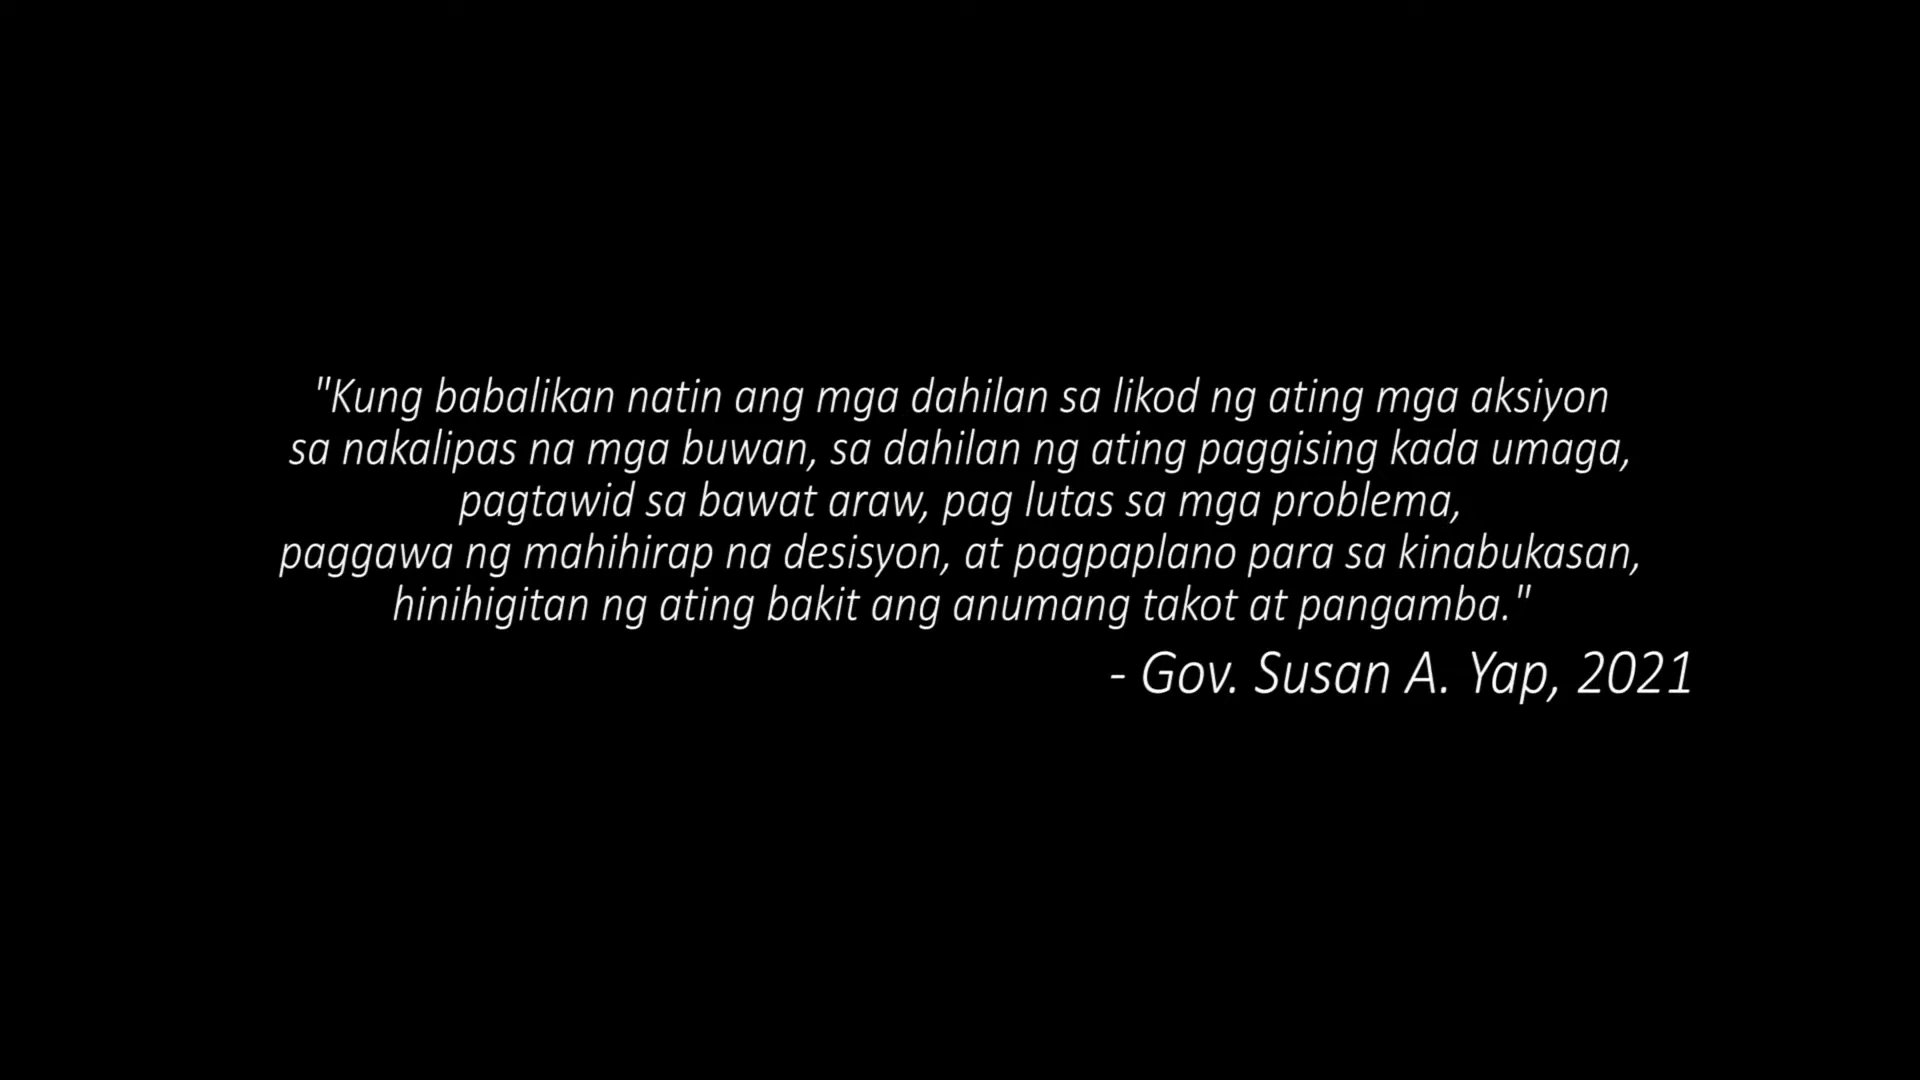 "Kung babalikan natin ang mga dahilan sa likod ng ating mga aksiyon
sa nakalipas na mga buwan, sa dahilan ng ating paggising kada umaga,
pagtawid sa bawat araw, pag lutas sa mga problema,
paggawa ng mahihirap na desisyon, at pagpaplano para sa kinabukasan,
hinihigitan ng ating bakit ang anumang takot at pangamba."
- Gov. Susan A. Yap, 2021